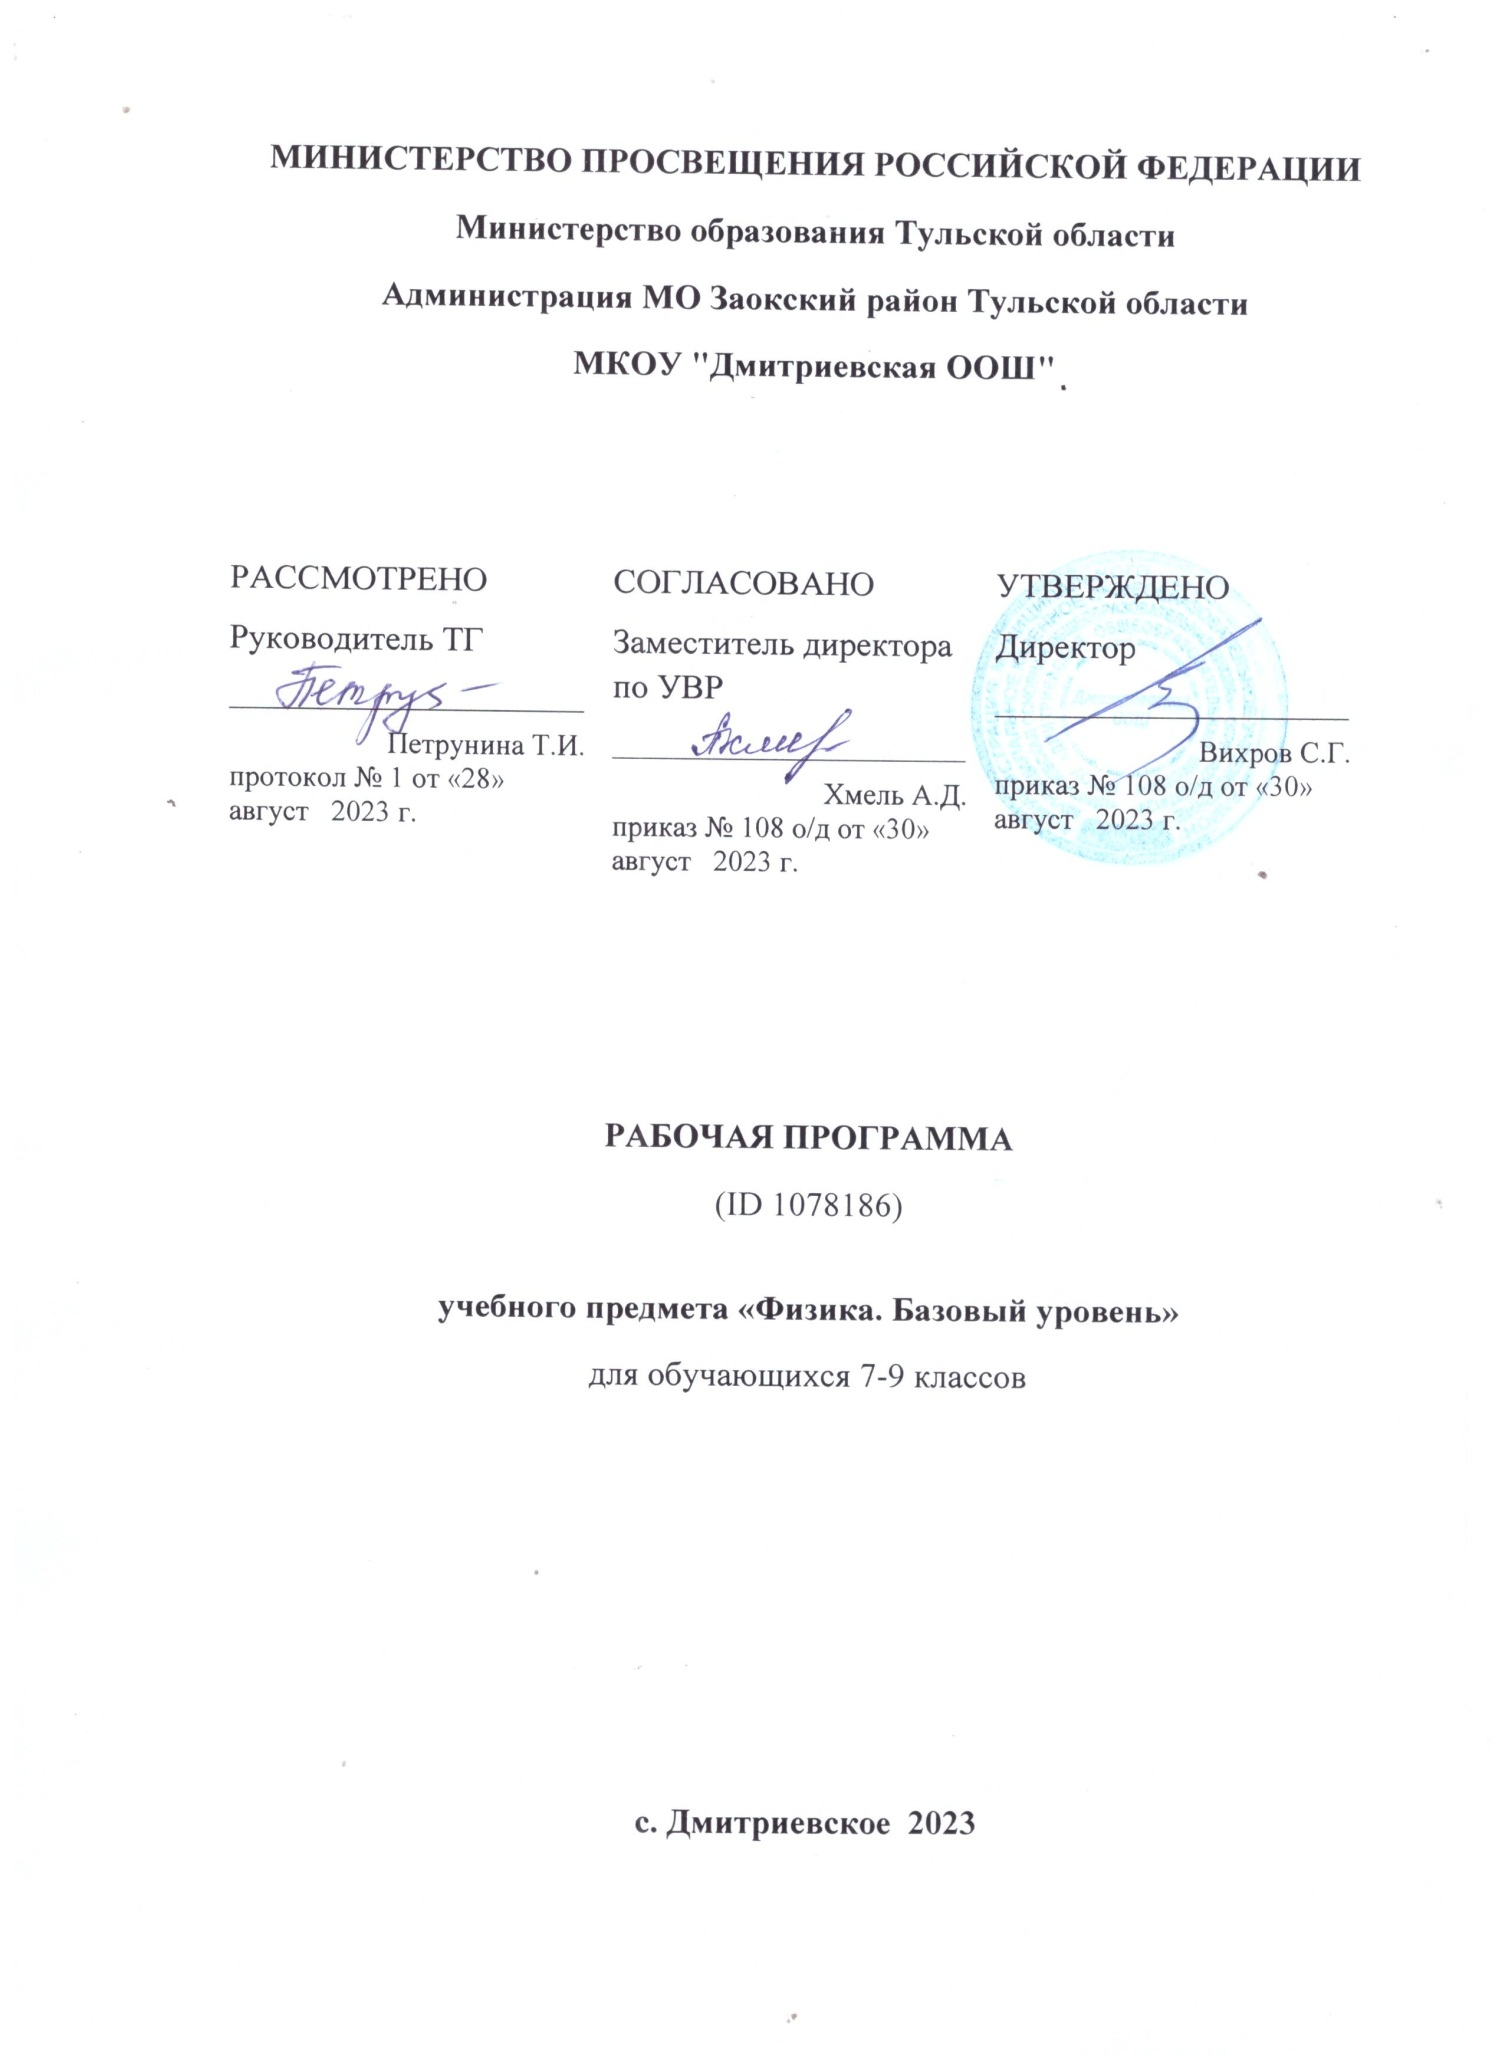 МИНИСТЕРСТВО ПРОСВЕЩЕНИЯ РОССИЙСКОЙ ФЕДЕРАЦИИ
Министерство образования Тульской области
Администрация МО Заокский район Тульской области
МКОУ "Дмитриевская ООШ"
РАССМОТРЕНО
Руководитель ТГ
Петрунина Т.И.
протокол № 1 от «28»
август 2023 г.
СОГЛАСОВАНО
Заместитель директора
по УВР
Хмель А.Д.
приказ № 108 о/д от «30»
август 2023 г.
УТВЕРЖДЕНО
Директор
Вихров С.Г.
приказ № 108 о/д от «30»
август 2023 г.
РАБОЧАЯ ПРОГРАММА
(ID 1078186)
учебного предмета «Физика. Базовый уровень»
для обучающихся 7-9 классов
с. Дмитриевское 2023